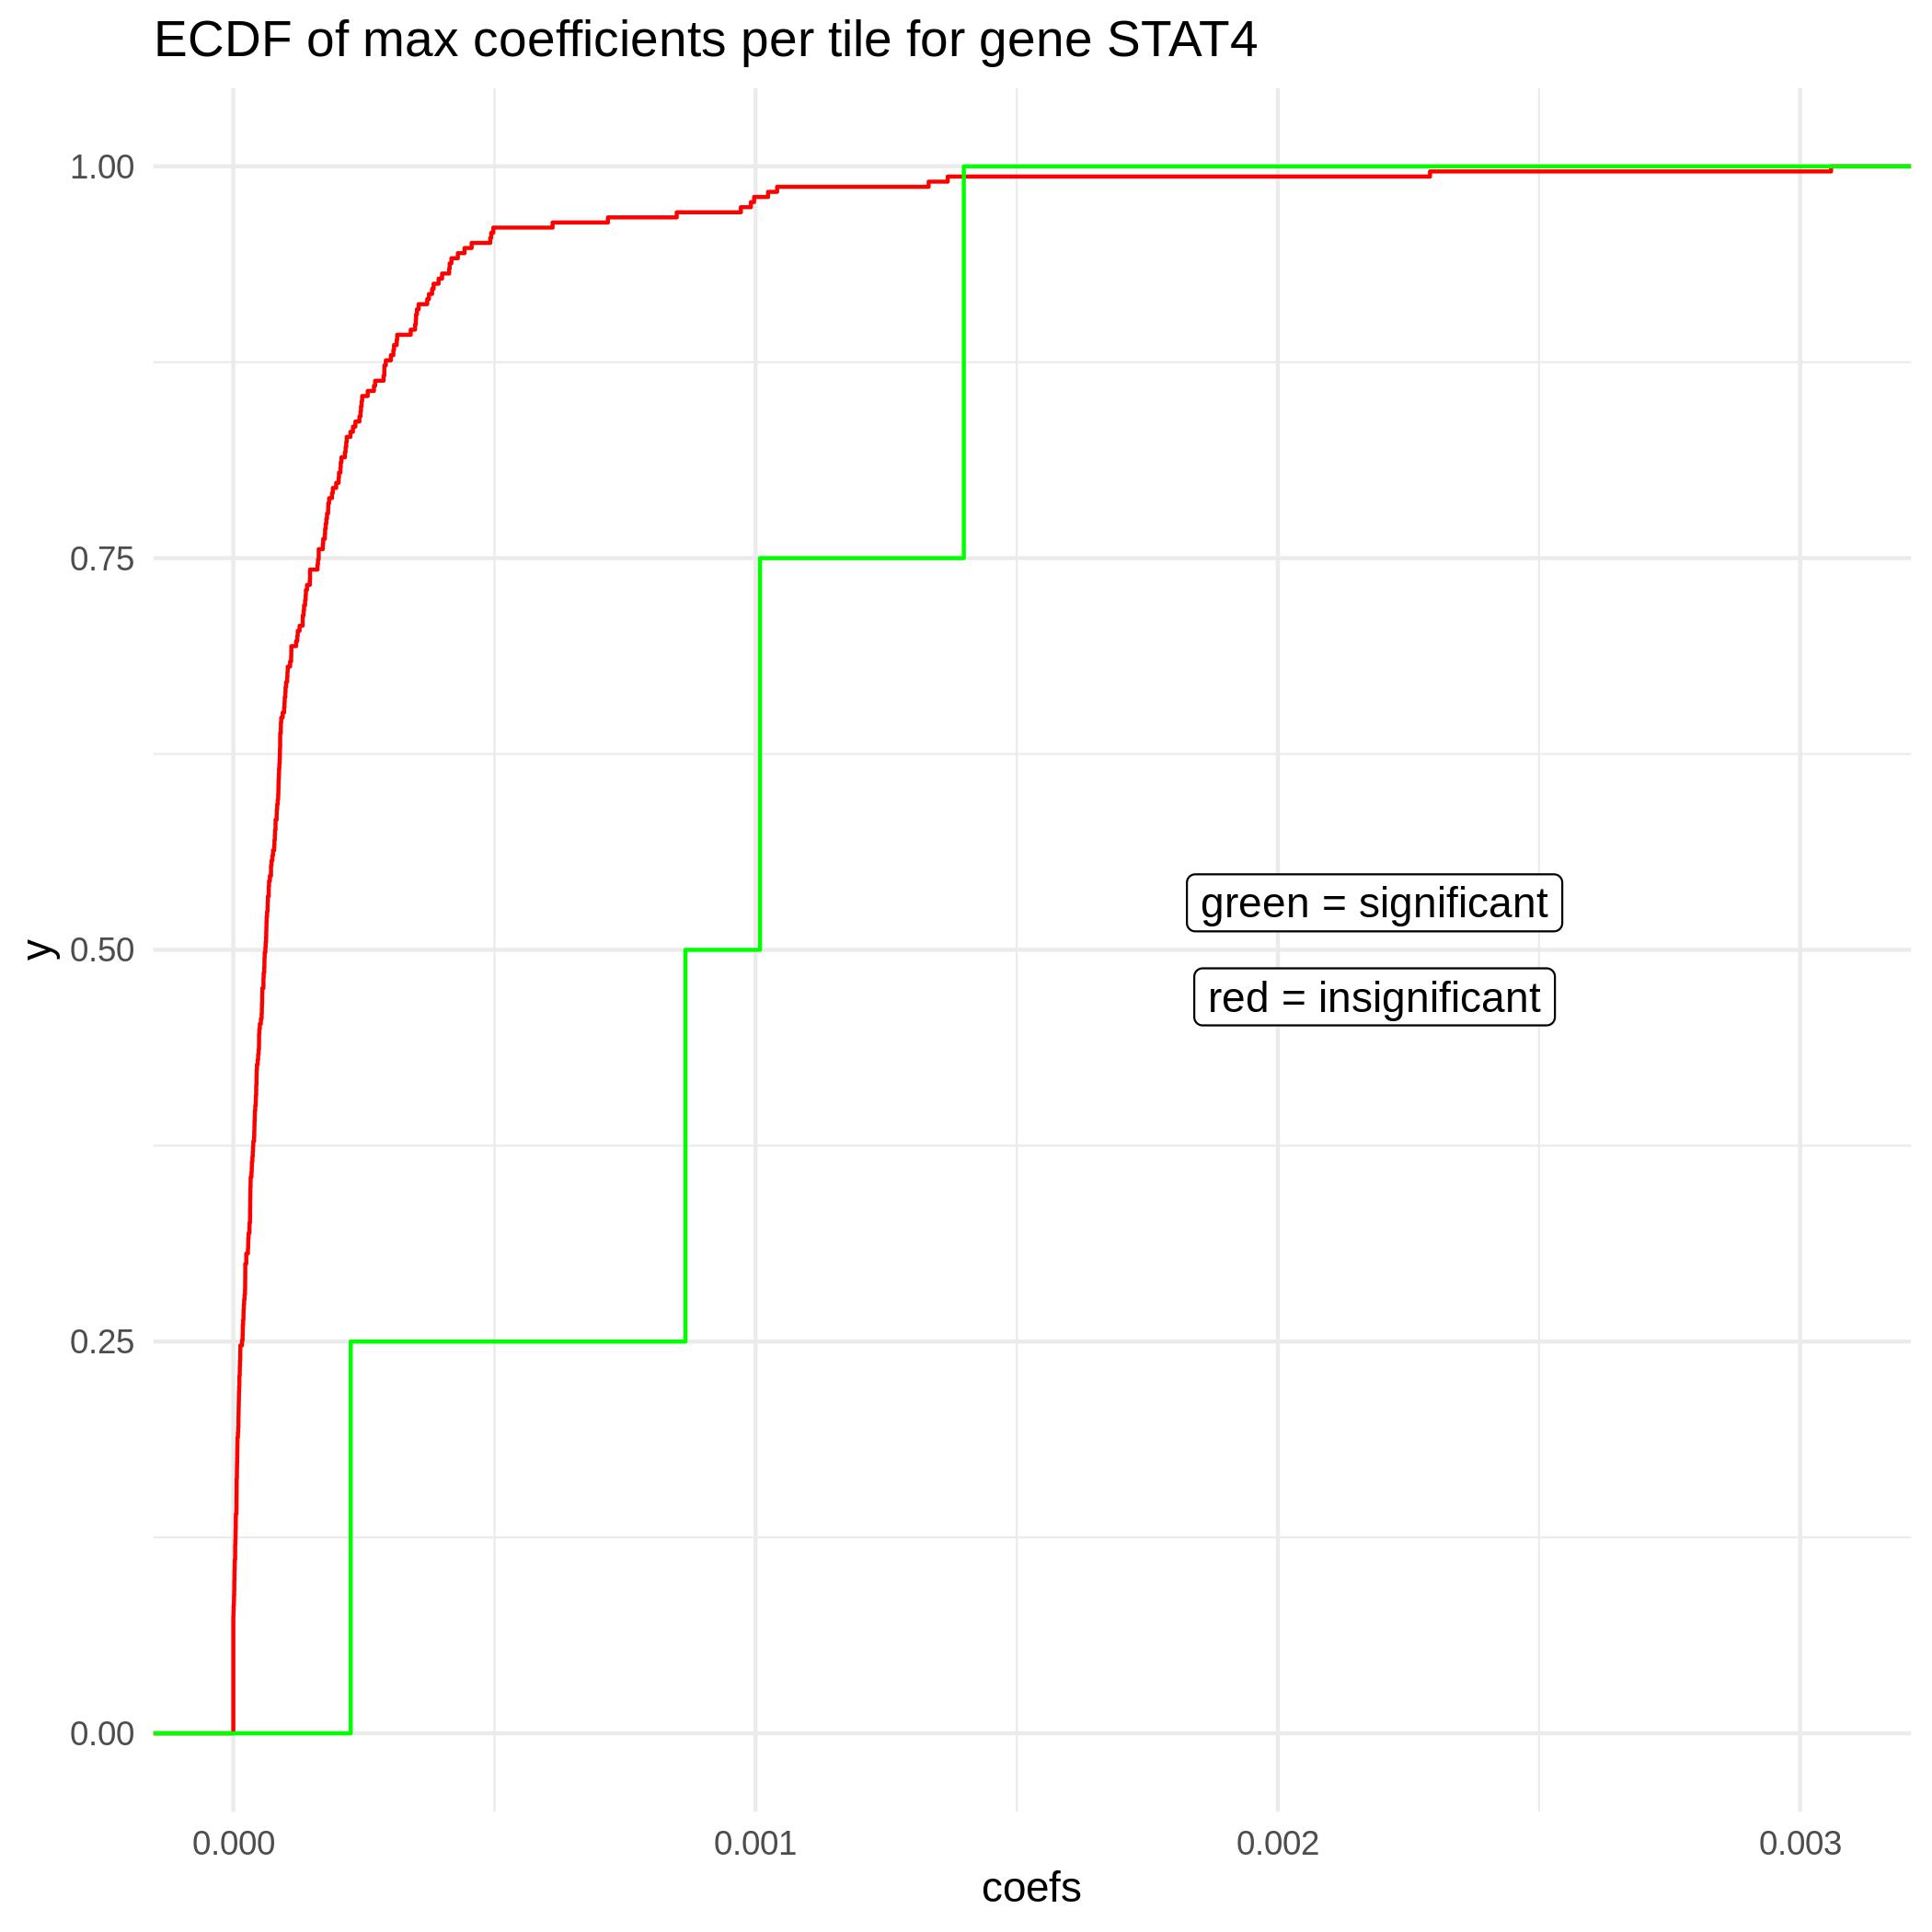 ECDF of max coefficients per tile for gene STAT4
1.00
0.75
0.50
0.25
0.00
y
green = significant
red = insignificant
0.000
0.001
0.002
0.003
coefs